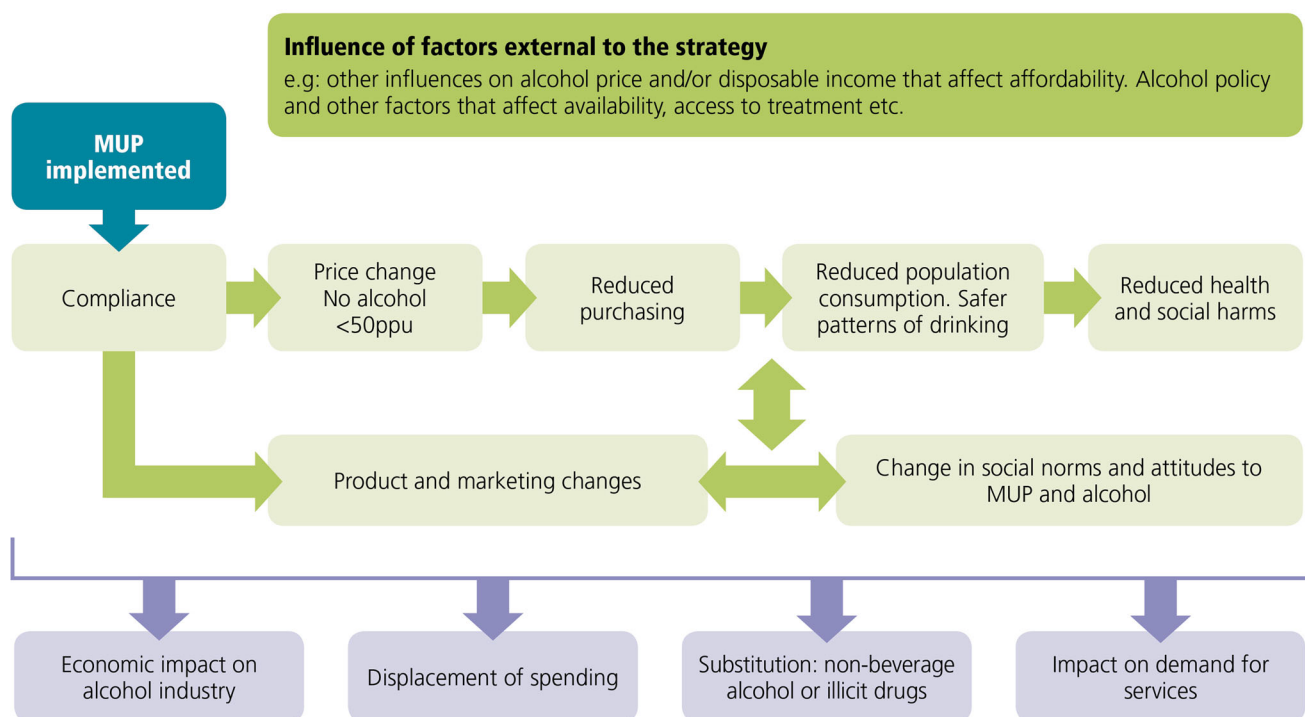 Influence of factors external to the strategy
e.g: other influences on alcohol price and/or disposable income that affect affordability. Alcohol policy
and other factors that affect availability, access to treatment etc.
MUP
implemented
Compliance
Price change
No alcohol
<50ppu
Reduced
purchasing
Reduced population
consumption. Safer
patterns of drinking
Reduced health
and social harms
Product and marketing changes
Change in social norms and attitudes to
MUP and alcohol
Economic impact on
alcohol industry
Displacement of spending
Substitution: non-beverage
alcohol or illicit drugs
Impact on demand for
services